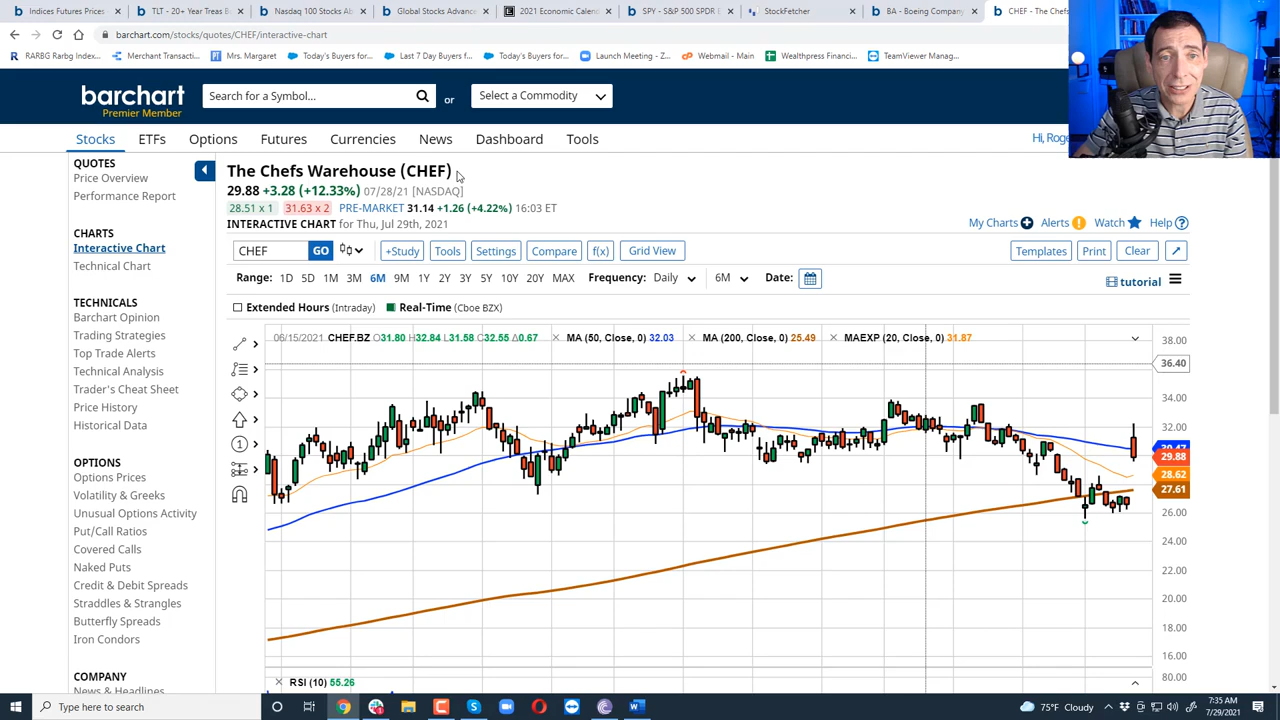 Indices Futures Prices
TLT - 20+ Year Treas B
Nasdaq 100 Stocks Ab
Global Stocks Advance
2021 Economic Calend
SPY - S&P 500 SPDR E
StockFetcher
BA - Boeing Company
CHEF - The Chefs
barchart.com/stocks/quotes/CHEF/interactive-chart
RARBG Rarbg Index...
Merchant Transacti...
Mrs. Margaret
Today's Buyers for...
Last 7 Day Buyers f...
Today's Buyers for...
Launch Meeting - Z...
Webmail - Main
Wealthpress Financi...
TeamViewer Manag...
barchart
Premier Member
Search for a Symbol...
or
Select a Commodity
Stocks
ETFs
Options
Futures
Currencies
News
Dashboard
Tools
Hi, Roge
QUOTES
Price Overview
Performance Report
CHARTS
Interactive Chart
Technical Chart
TECHNICALS
Barchart Opinion
Trading Strategies
Top Trade Alerts
Technical Analysis
Trader's Cheat Sheet
Price History
Historical Data
OPTIONS
Options Prices
Volatility & Greeks
Unusual Options Activity
Put/Call Ratios
Covered Calls
Naked Puts
Credit & Debit Spreads
Straddles & Strangles
Butterfly Spreads
Iron Condors
COMPANY
News & Headlines
The Chefs Warehouse (CHEF)
29.88 +3.28 (+12.33%) 07/28/21 [NASDAQ]
28.51 x 1 31.63 x 2 PRE-MARKET 31.14 +1.26 (+4.22%) 16:03 ET
INTERACTIVE CHART for Thu, Jul 29th, 2021
My Charts
Alerts
Watch
Help
CHEF
GO
+Study
Tools
Settings
Compare
f(x)
Grid View
Templates
Print
Clear
Range: 1D 5D 1M 3M 6M 9M 1Y 2Y 3Y 5Y 10Y 20Y MAX Frequency: Daily 6M Date:
tutorial
Extended Hours (Intraday) Real-Time (Cboe BZX)
06/15/2021 CHEF.BZ O31.80 H32.84 L31.58 C32.55 Δ0.67
MA (50, Close, 0) 32.03
MA (200, Close, 0) 25.49
MAEXP (20, Close, 0) 31.87
38.00
36.40
34.00
32.00
30.47
29.88
28.62
27.61
26.00
24.00
22.00
20.00
18.00
16.00
RSI (10) 55.26
80.00
Type here to search
75°F Cloudy
7:35 AM
7/29/2021